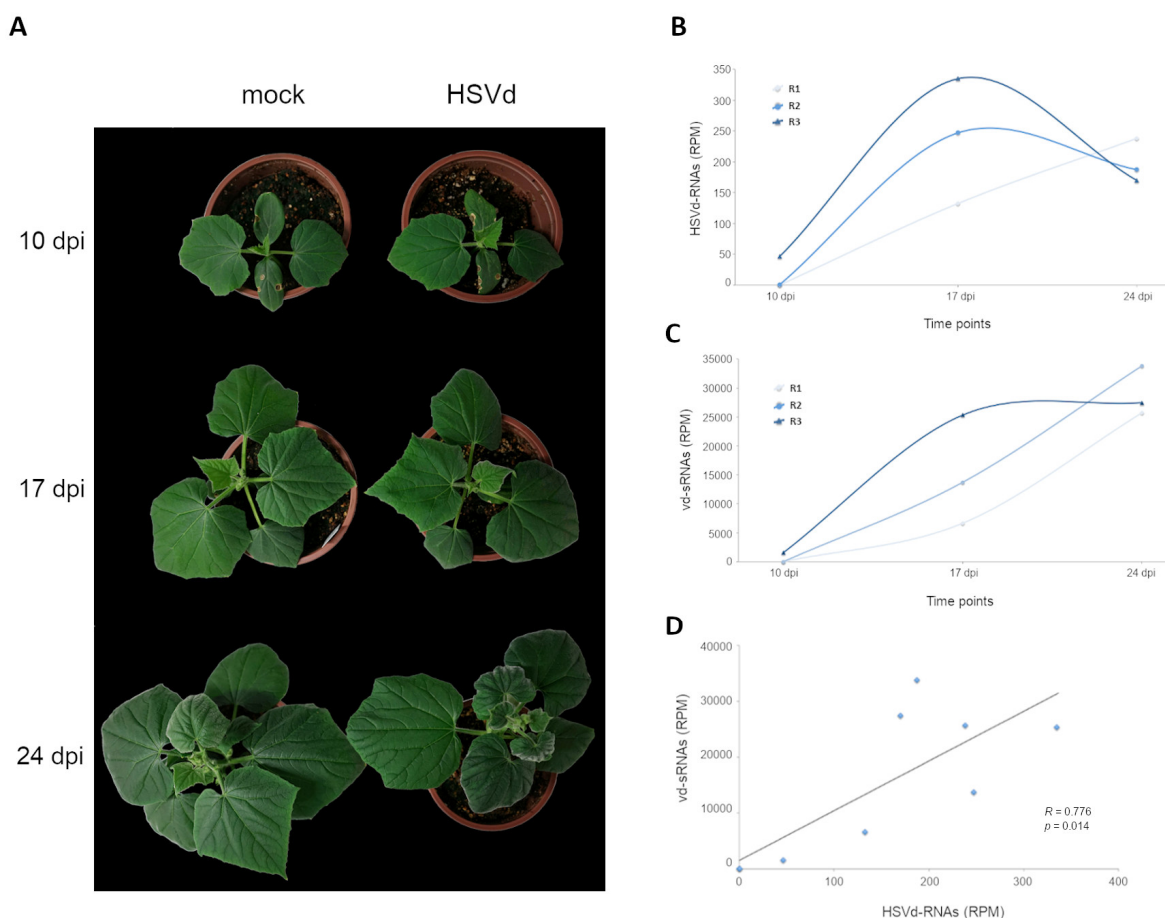 A
mock
HSVd
10 dpi
17 dpi
24 dpi
B
HSVd-RNAs (RPM)
350
300
250
200
150
100
50
0
R1
R2
R3
10 dpi
17 dpi
24 dpi
Time points
C
vd-sRNAs (RPM)
35000
30000
25000
20000
15000
10000
5000
0
R1
R2
R3
10 dpi
17 dpi
24 dpi
Time points
D
vd-sRNAs (RPM)
40000
30000
20000
10000
0
R = 0.776
p = 0.014
0
100
200
300
400
HSVd-RNAs (RPM)